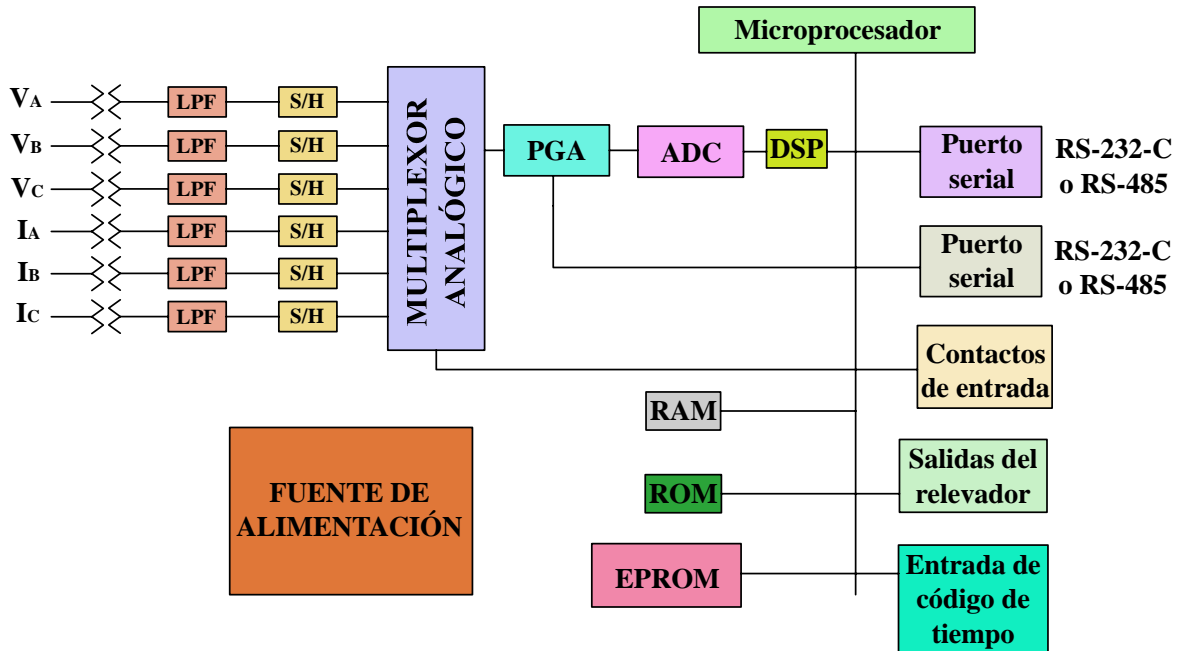 Microprocesador
VA
LPF
S/H
VB
LPF
S/H
VC
LPF
S/H
IA
LPF
S/H
IB
LPF
S/H
IC
LPF
S/H
MULTIPLEXOR
ANALÓGICO
PGA
ADC
DSP
Puerto
serial
RS-232-C
o RS-485
Puerto
serial
RS-232-C
o RS-485
Contactos
de entrada
RAM
Salidas del
relevador
ROM
FUENTE DE
ALIMENTACIÓN
EPROM
Entrada de
código de
tiempo